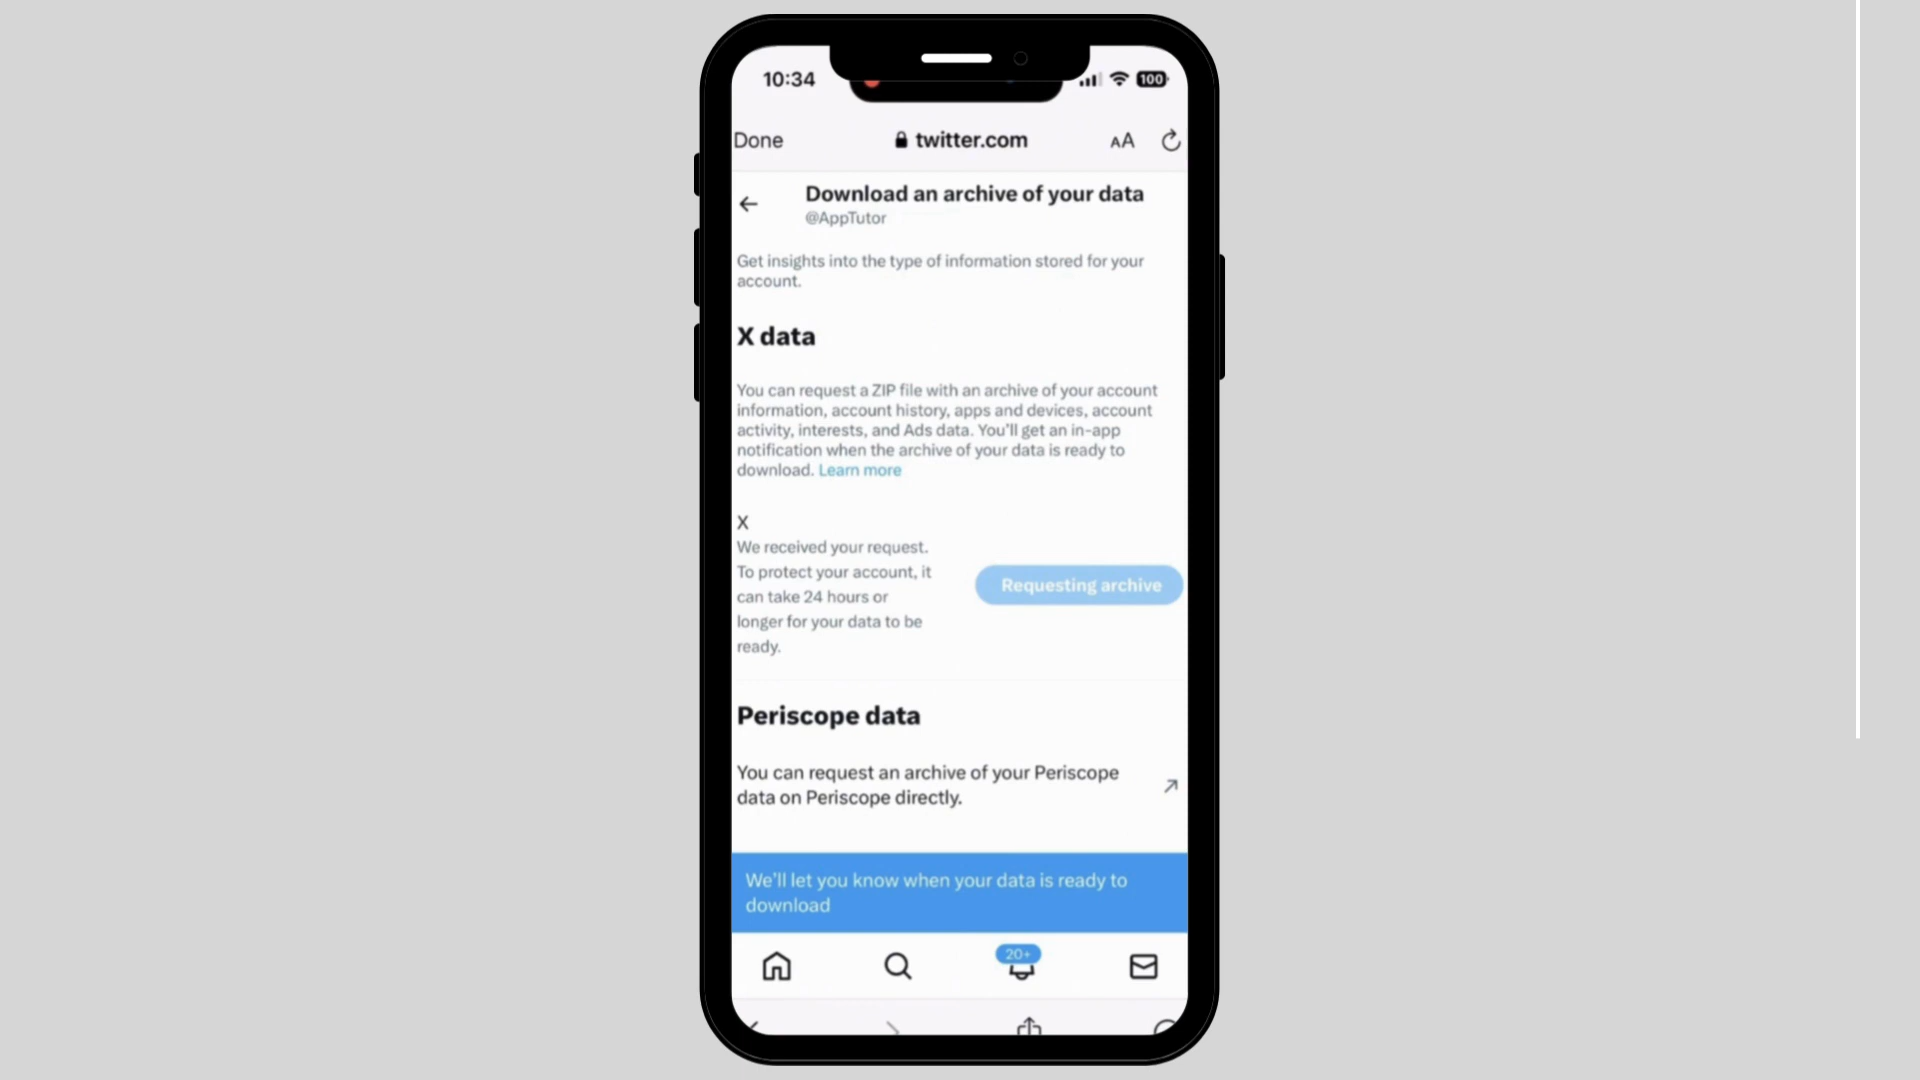 10:34
100
Done
twitter.com
AA
Download an archive of your data
@AppTutor
Get insights into the type of information stored for your
account.
X data
You can request a ZIP file with an archive of your account
information, account history, apps and devices, account
activity, interests, and Ads data. You'll get an in-app
notification when the archive of your data is ready to
download. Learn more
X
We received your request.
To protect your account, it
can take 24 hours or
longer for your data to be
ready.
Requesting archive
Periscope data
You can request an archive of your Periscope
data on Periscope directly.
We'll let you know when your data is ready to
download
20+